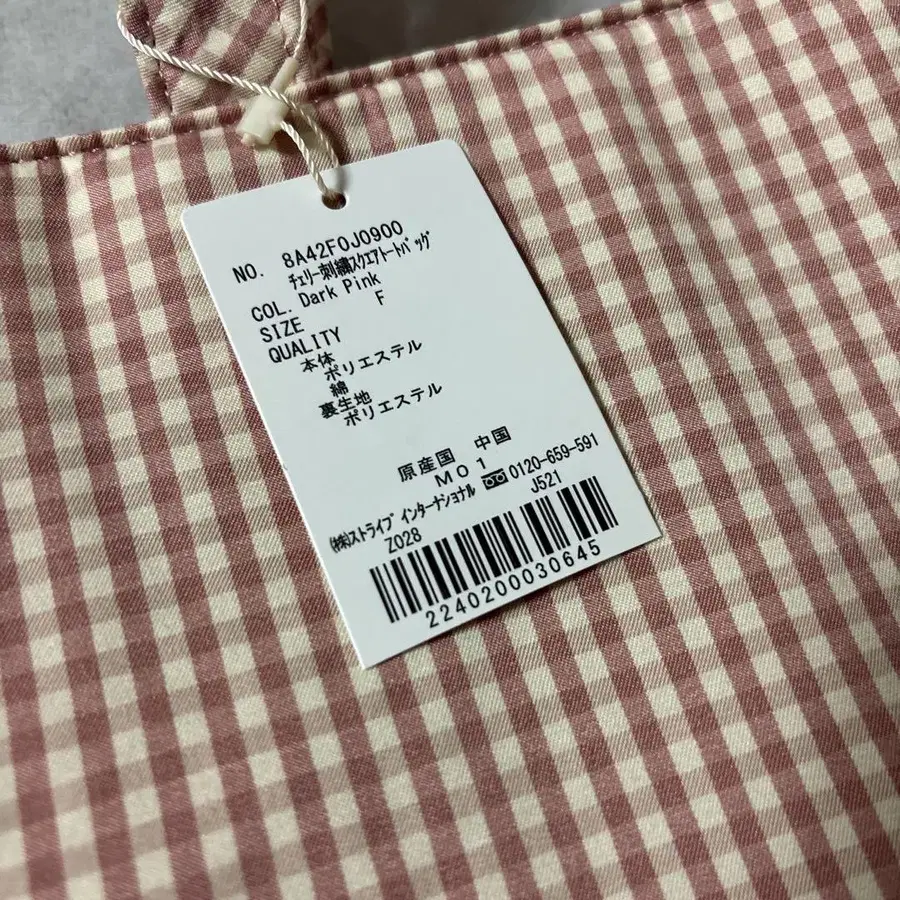 NO. 8A42F0J0900
ﾁｪﾘｰ刺繍ｽｸｴｱﾄｰﾄﾊﾞｯｸﾞ
COL. Dark Pink
SIZE F
QUALITY
本体
ポリエステル
綿
裏生地
ポリエステル
原産国 中国
M01
㈱ｽﾄﾗｲﾌﾟ ｲﾝﾀｰﾅｼｮﾅﾙ 0120-659-591
Z028 J521
2240200030645